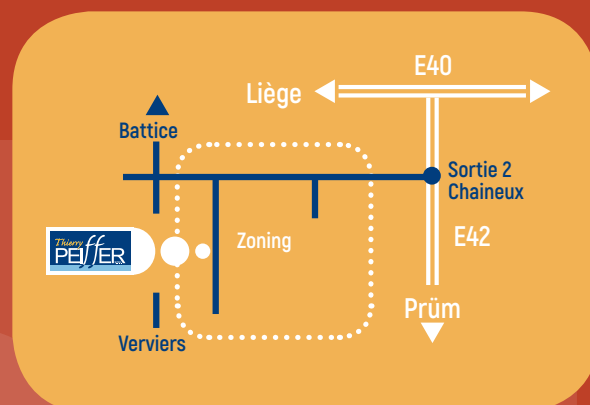 E40
Liège
Battice
Sortie 2
Chaineux
Zoning
E42
Thierry
PEIffER
Prüm
Verviers